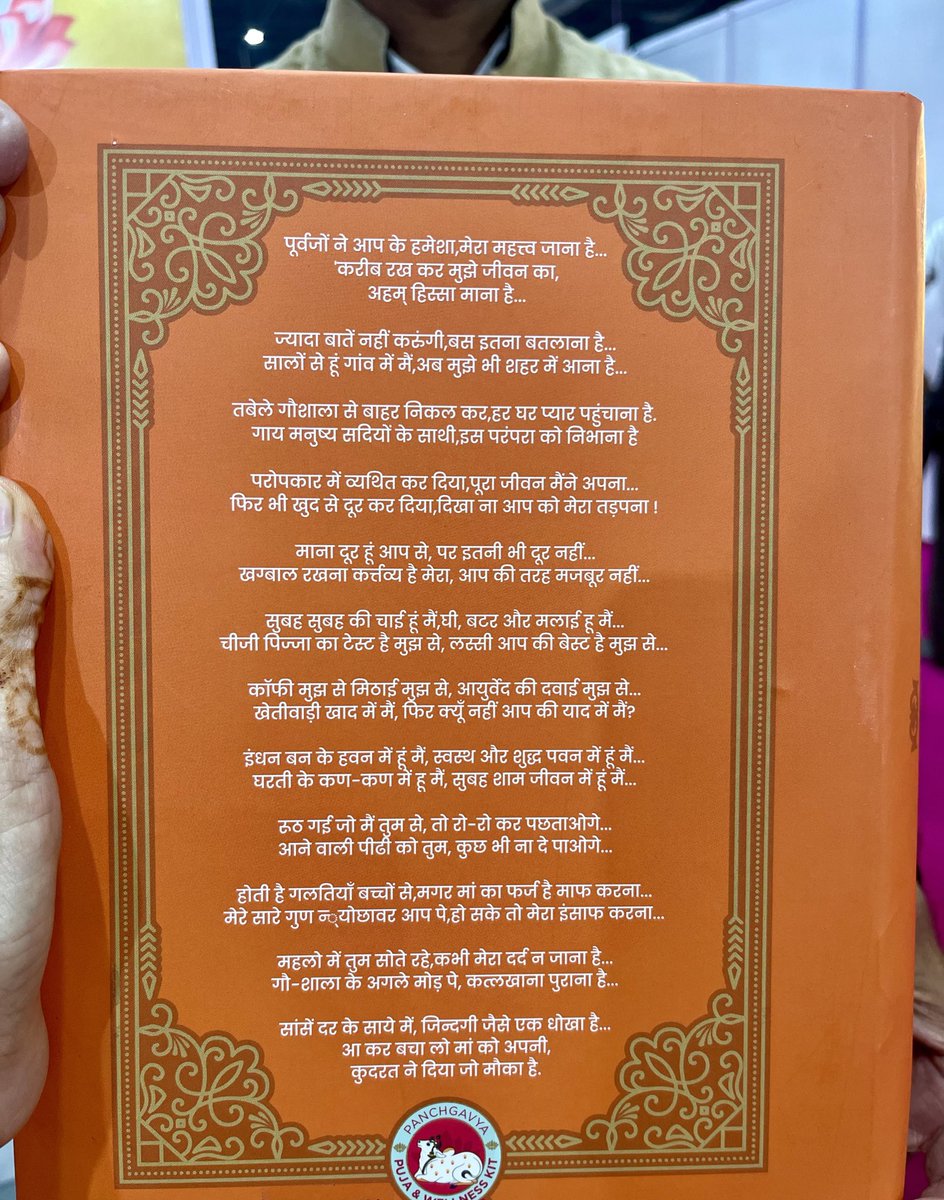 पूर्वजों ने आप के हमेशा,मेरा महत्त्व जाना है...
'करीब रख कर मुझे जीवन का,
अहम् हिस्सा माना है...
ज्यादा बातें नहीं करुंगी,बस इतना बतलाना है...
सालों से हूं गांव में मैं,अब मुझे भी शहर में आना है...
तबेले गौशाला से बाहर निकल कर,हर घर प्यार पहुंचाना है.
गाय मनुष्य सदियों के साथी,इस परंपरा को निभाना है
परोपकार में व्यथित कर दिया,पूरा जीवन मैंने अपना...
फिर भी खुद से दूर कर दिया,दिखा ना आप को मेरा तड़पना !
माना दूर हूं आप से, पर इतनी भी दूर नहीं...
खग्बाल रखना कर्त्तव्य है मेरा, आप की तरह मजबूर नहीं...
सुबह सुबह की चाई हूं मैं,घी, बटर और मलाई हू मैं...
चीजी पिज्जा का टेस्ट है मुझ से, लस्सी आप की बेस्ट है मुझ से...
कॉफी मुझ से मिठाई मुझ से, आयुर्वेद की दवाई मुझ से...
खेतीवाड़ी खाद में मैं, फिर क्यूँ नहीं आप की याद में मैं?
इंधन बन के हवन में हूं मैं, स्वस्थ और शुद्ध पवन में हूं मैं...
घरती के कण-कण में हू मैं, सुबह शाम जीवन में हूं मैं...
रूठ गई जो मैं तुम से, तो रो-रो कर पछताओगे...
आने वाली पीढी को तुम, कुछ भी ना दे पाओगे...
होती है गलतियाँ बच्चों से,मगर मां का फर्ज है माफ करना...
मेरे सारे गुण न्योछावर आप पे,हो सके तो मेरा इंसाफ करना...
महलो में तुम सोते रहे,कभी मेरा दर्द न जाना है...
गौ-शाला के अगले मोड़ पे, कत्लखाना पुराना है...
सांसें दर के साये में, जिन्दगी जैसे एक धोखा है...
आ कर बचा लो मां को अपनी,
कुदरत ने दिया जो मौका है.
PANCHGAVYA
PUJA & WELLNESS KIT